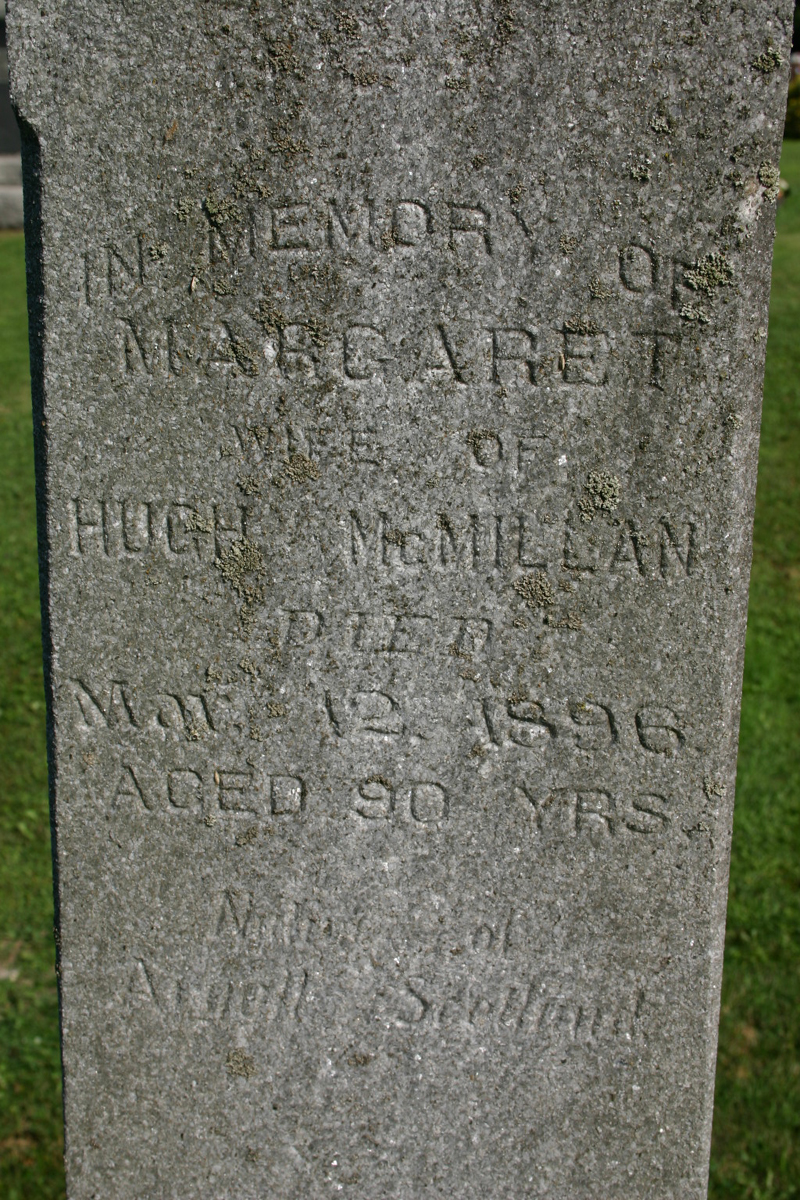 IN MEMORY OF
MARGARET
WIFE OF
HUGH McMILLAN
DIED
May. 12. 1896.
AGED 90 YRS.
Native of
Argyll Scotland